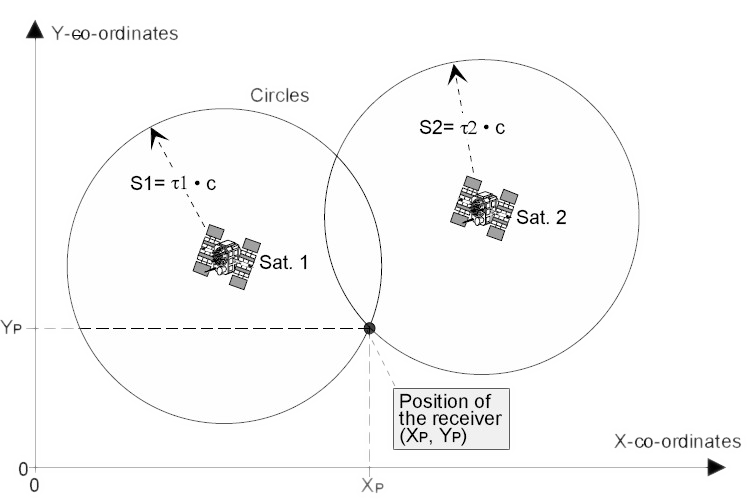 Y-co-ordinates
Circles
S2= τ2 • c
S1= τ1 • c
Sat. 2
Sat. 1
YP
Position of
the receiver
(XP, YP)
X-co-ordinates
0
0
XP